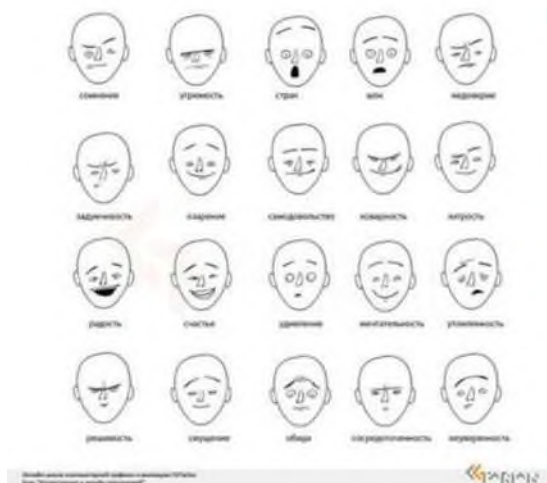 сомнение угрюмость страх шок недоверие
задумчивость озарение самодовольство коварность хитрость
радость счастье удивление мечтательность утомленность
решимость смущение обида сосредоточенность неуверенность